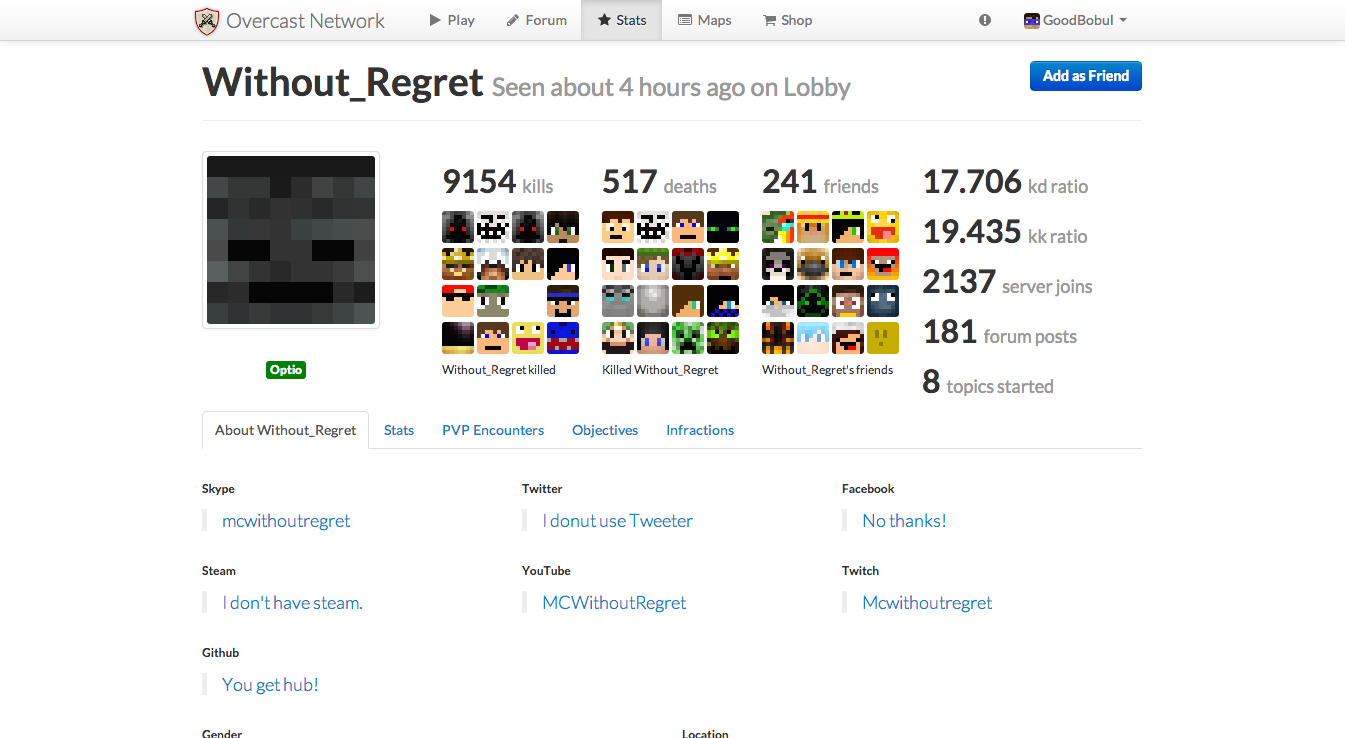 Overcast Network Play Forum Stats Maps Shop GoodBobul
Without_Regret Seen about 4 hours ago on Lobby Add as Friend
9154 kills 517 deaths 241 friends 17.706 kd ratio
19.435 kk ratio
2137 server joins
181 forum posts
Without_Regret killed Killed Without_Regret Without_Regret's friends
Optio
8 topics started
About Without_Regret Stats PVP Encounters Objectives Infractions
Skype Twitter Facebook
mcwithoutregret I donut use Tweeter No thanks!
Steam YouTube Twitch
I don't have steam. MCWithoutRegret Mcwithoutregret
Github
You get hub!
Gender Location